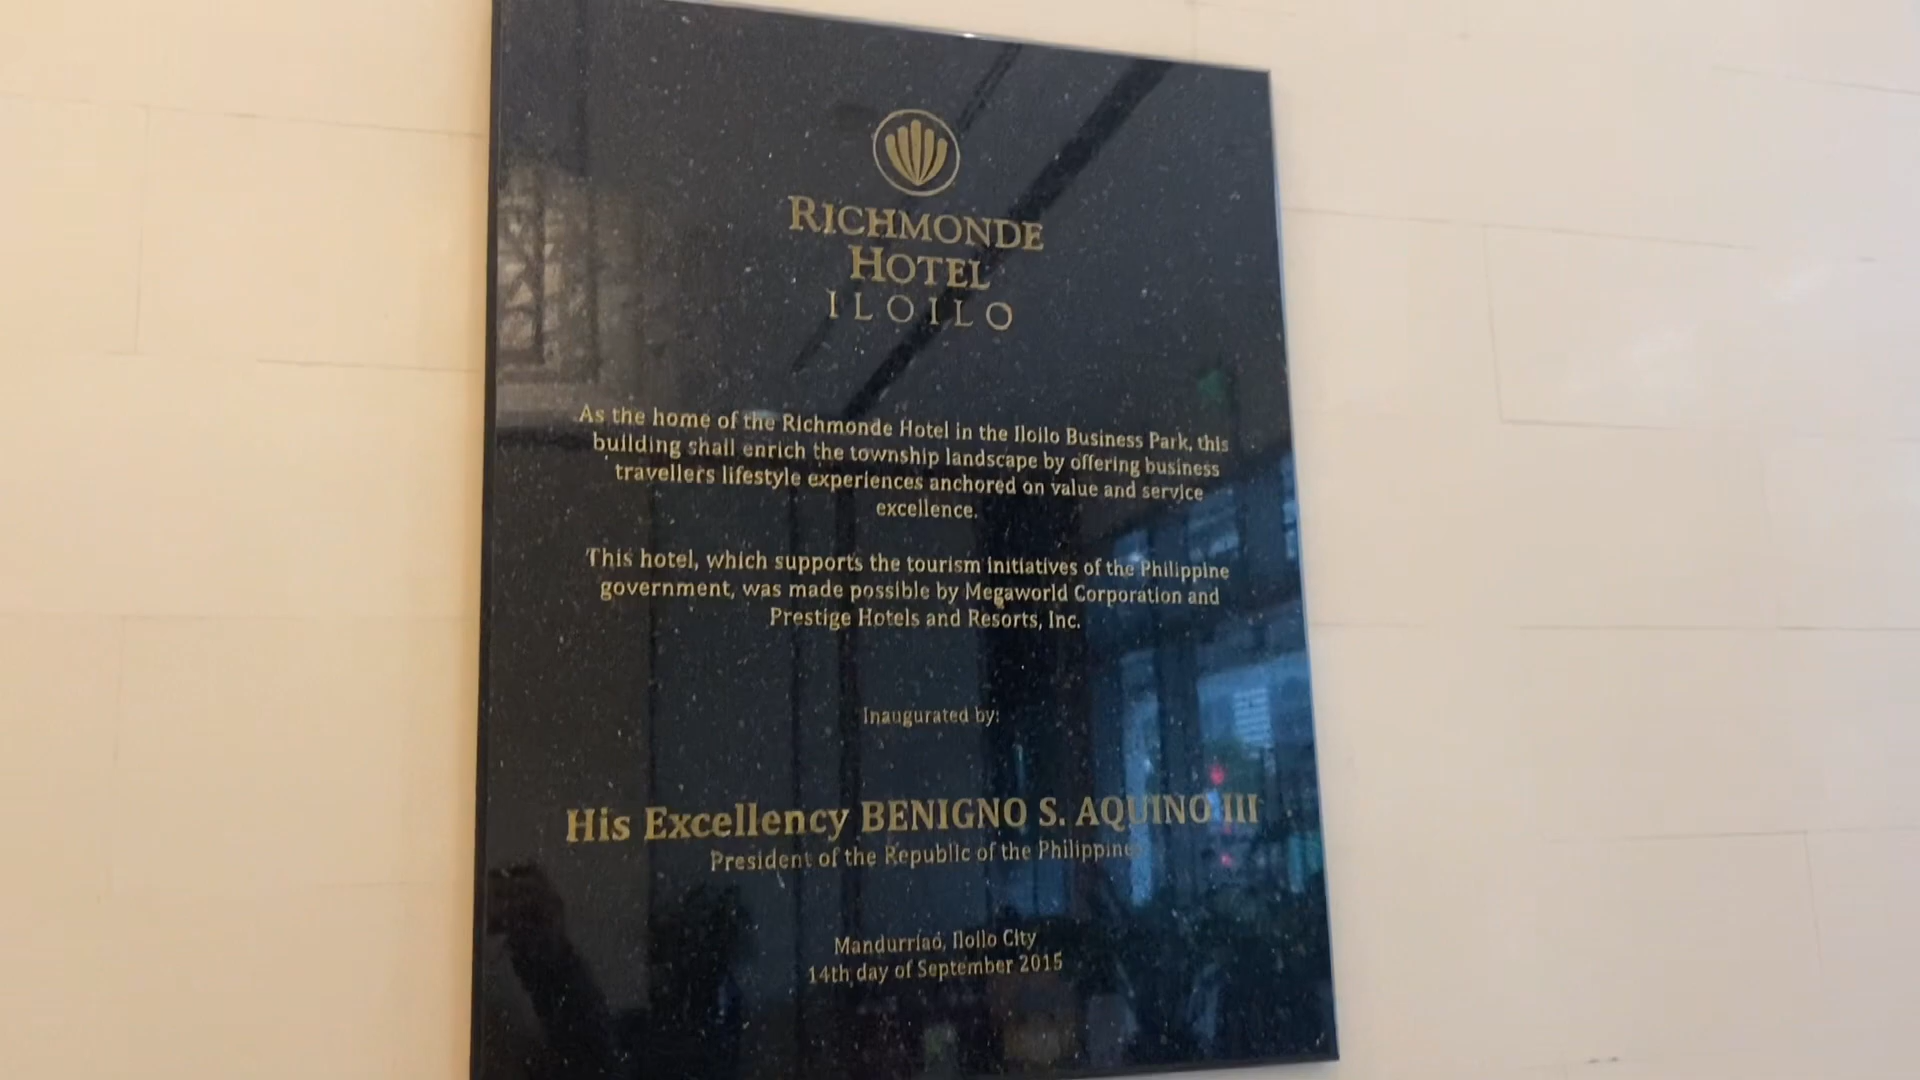 RICHMONDE
HOTEL
ILOILO
As the home of the Richmonde Hotel in the Iloilo Business Park, this
building shall enrich the township landscape by offering business
travellers lifestyle experiences anchored on value and service
excellence.
This hotel, which supports the tourism initiatives of the Philippine
government, was made possible by Megaworld Corporation and
Prestige Hotels and Resorts, Inc.
Inaugurated by:
His Excellency BENIGNO S. AQUINO III
President of the Republic of the Philippines
Mandurriao, Iloilo City
14th day of September 2015